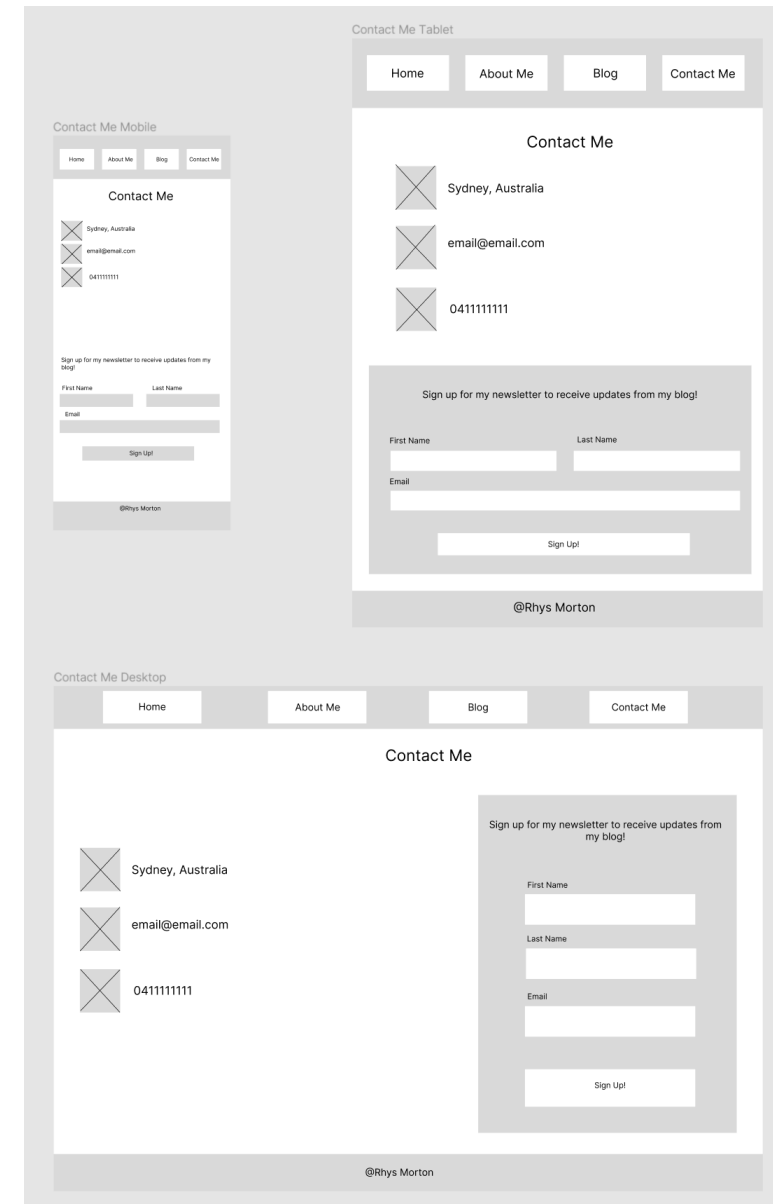 Contact Me Tablet
Home About Me Blog Contact Me
Contact Me
Sydney, Australia
email@email.com
0411111111
Sign up for my newsletter to receive updates from my blog!
First Name Last Name
Email
Sign Up!
@Rhys Morton
Contact Me Mobile
Home About Me Blog Contact Me
Contact Me
Sydney, Australia
email@email.com
0411111111
Sign up for my newsletter to receive updates from my
blog!
First Name Last Name
Email
Sign Up!
@Rhys Morton
Contact Me Desktop
Home About Me Blog Contact Me
Contact Me
Sydney, Australia
email@email.com
0411111111
Sign up for my newsletter to receive updates from
my blog!
First Name
Last Name
Email
Sign Up!
@Rhys Morton